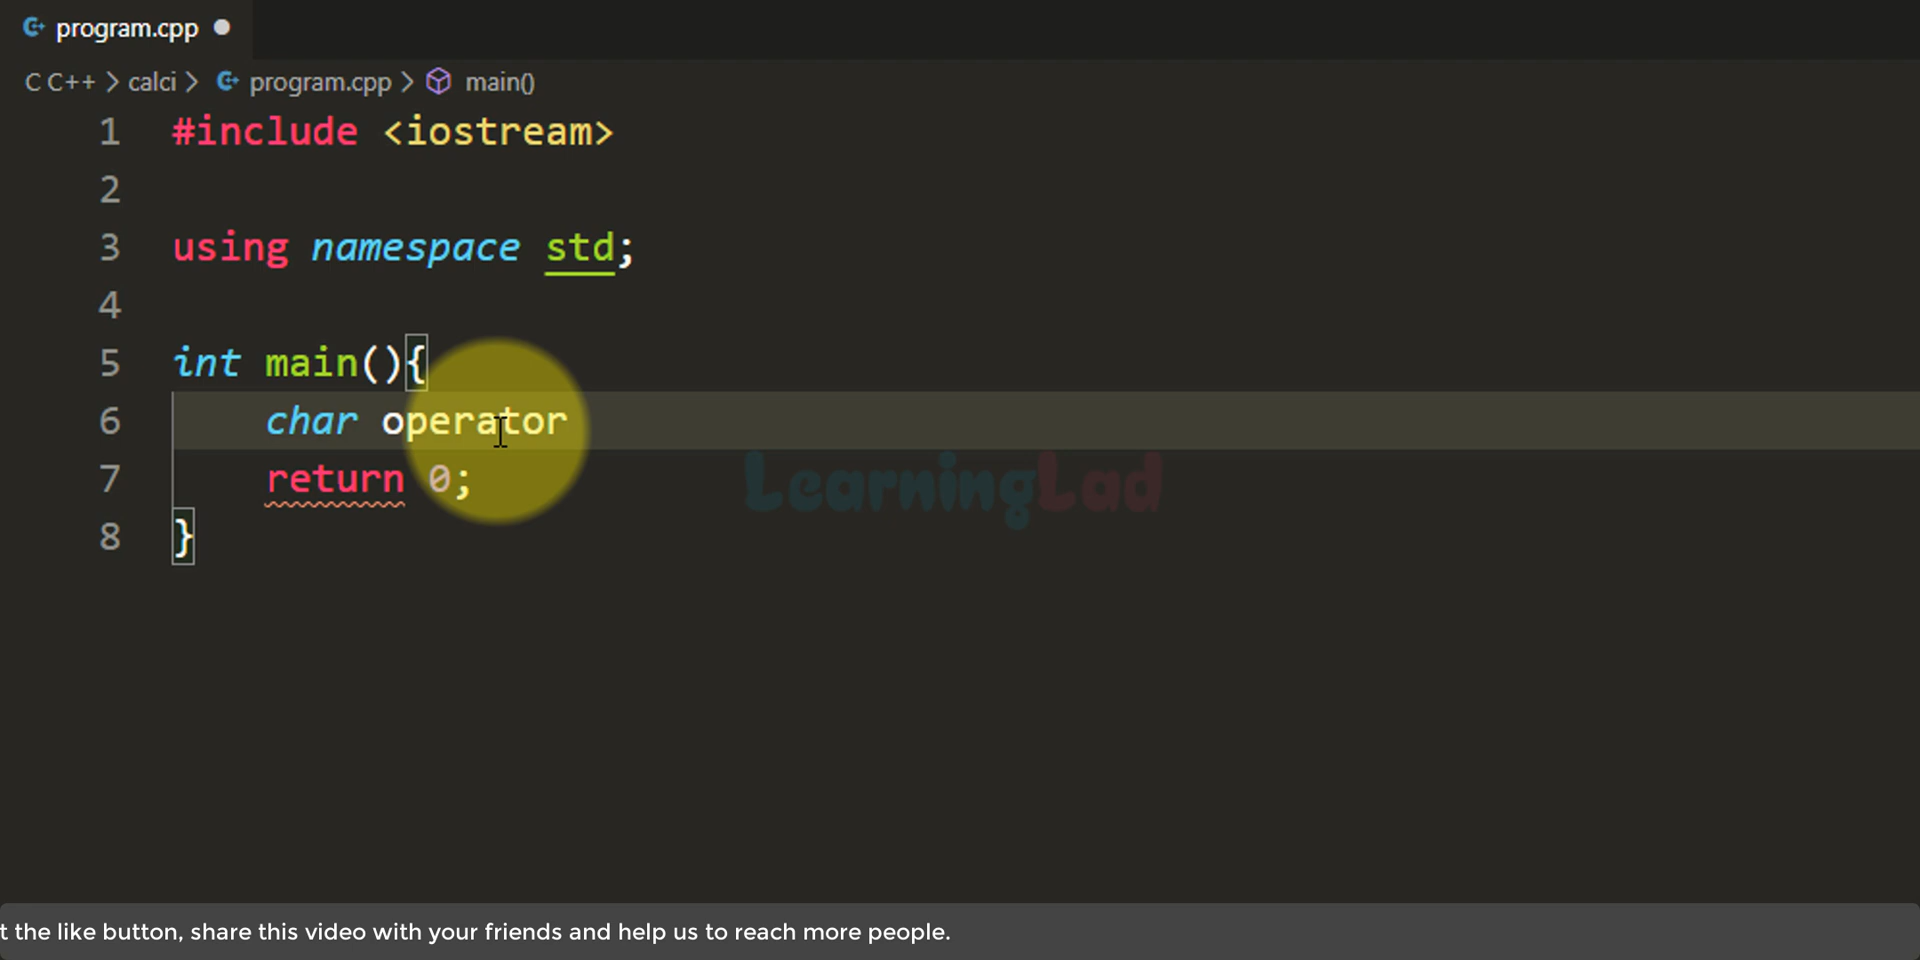 program.cpp
C C++ > calci > program.cpp > main()
1 #include <iostream>
2
3 using namespace std;
4
5 int main(){
6 char operator
7 return 0;
8 }
LearningLad
t the like button, share this video with your friends and help us to reach more people.